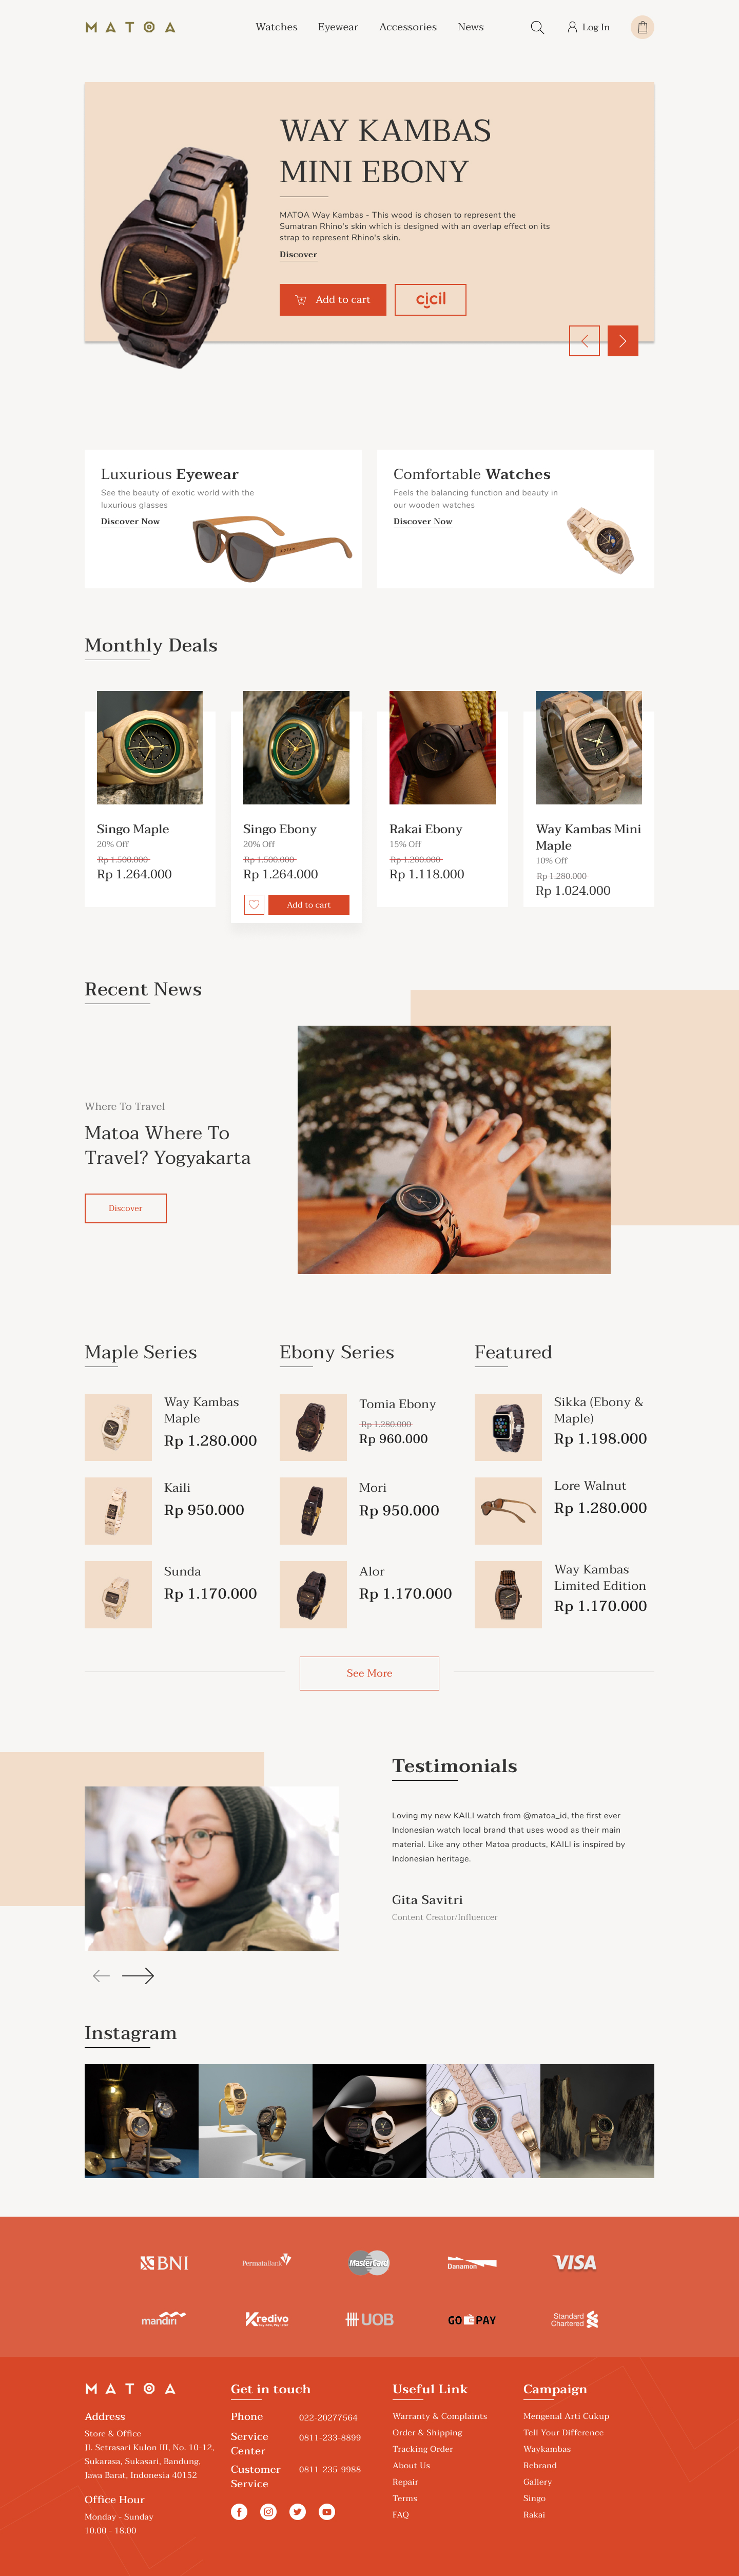 MATOA
Watches Eyewear Accessories News Log In
WAY KAMBAS
MINI EBONY
MATOA Way Kambas - This wood is chosen to represent the
Sumatran Rhino's skin which is designed with an overlap effect on its
strap to represent Rhino's skin.
Discover
Add to cart cicil
Luxurious Eyewear
See the beauty of exotic world with the
luxurious glasses
Discover Now
Comfortable Watches
Feels the balancing function and beauty in
our wooden watches
Discover Now
Monthly Deals
Singo Maple
20% Off
Rp 1.500.000
Rp 1.264.000
Singo Ebony
20% Off
Rp 1.500.000
Rp 1.264.000
Add to cart
Rakai Ebony
15% Off
Rp 1.280.000
Rp 1.118.000
Way Kambas Mini
Maple
10% Off
Rp 1.280.000
Rp 1.024.000
Recent News
Where To Travel
Matoa Where To
Travel? Yogyakarta
Discover
Maple Series
Way Kambas
Maple
Rp 1.280.000
Kaili
Rp 950.000
Sunda
Rp 1.170.000
Ebony Series
Tomia Ebony
Rp 1.280.000
Rp 960.000
Mori
Rp 950.000
Alor
Rp 1.170.000
Featured
Sikka (Ebony &
Maple)
Rp 1.198.000
Lore Walnut
Rp 1.280.000
Way Kambas
Limited Edition
Rp 1.170.000
See More
Testimonials
Loving my new KAILI watch from @matoa_id, the first ever
Indonesian watch local brand that uses wood as their main
material. Like any other Matoa products, KAILI is inspired by
Indonesian heritage.
Gita Savitri
Content Creator/Influencer
Instagram
BNI PermataBank MasterCard Danamon VISA
mandiri Kredivo UOB GOPAY Standard
Chartered
MATOA
Address
Store & Office
Jl. Setrasari Kulon III, No. 10-12,
Sukarasa, Sukasari, Bandung,
Jawa Barat, Indonesia 40152
Office Hour
Monday - Sunday
10.00 - 18.00
Get in touch
Phone 022-20277564
Service
Center 0811-233-8899
Customer
Service 0811-235-9988
Useful Link
Warranty & Complaints
Order & Shipping
Tracking Order
About Us
Repair
Terms
FAQ
Campaign
Mengenal Arti Cukup
Tell Your Difference
Waykambas
Rebrand
Gallery
Singo
Rakai